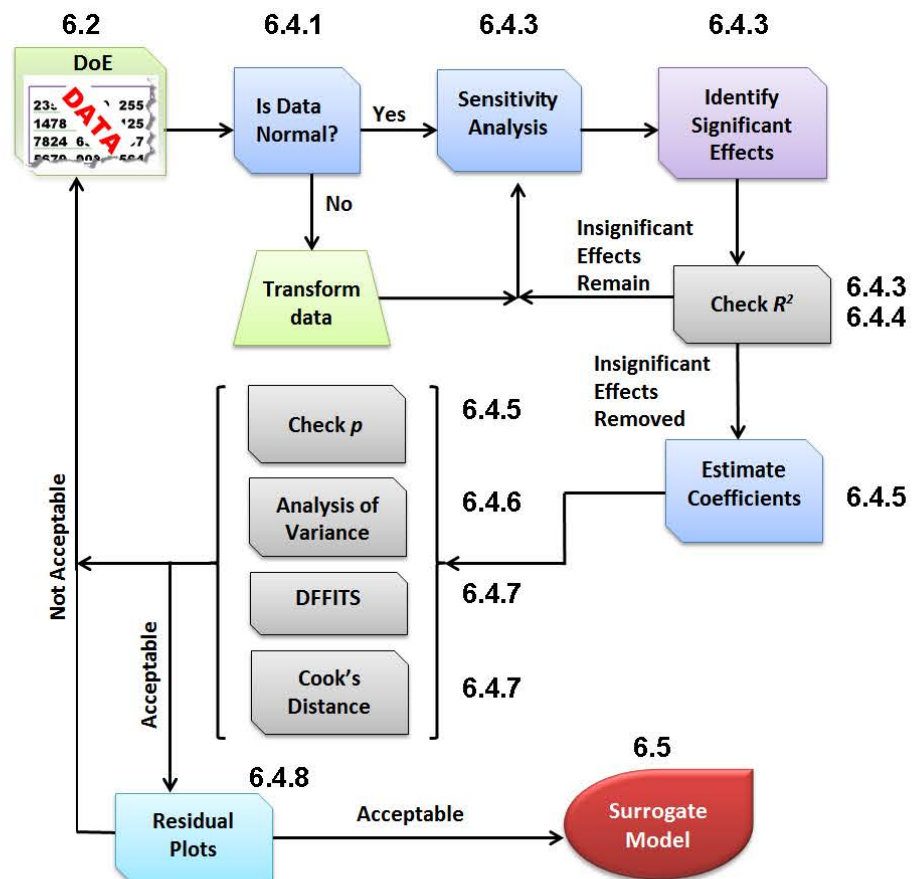 6.2
6.4.1
6.4.3
6.4.3
DoE
255
1478
125
7824
DATA
Is Data
Normal?
Yes
Sensitivity
Analysis
Identify
Significant
Effects
No
Insignificant
Effects
Remain
Transform
data
Check R²
6.4.3
6.4.4
Insignificant
Effects
Removed
Check p
6.4.5
Estimate
Coefficients
6.4.5
Analysis of
Variance
6.4.6
DFFITS
6.4.7
Cook's
Distance
6.4.7
Not Acceptable
Acceptable
6.4.8
Residual
Plots
Acceptable
6.5
Surrogate
Model